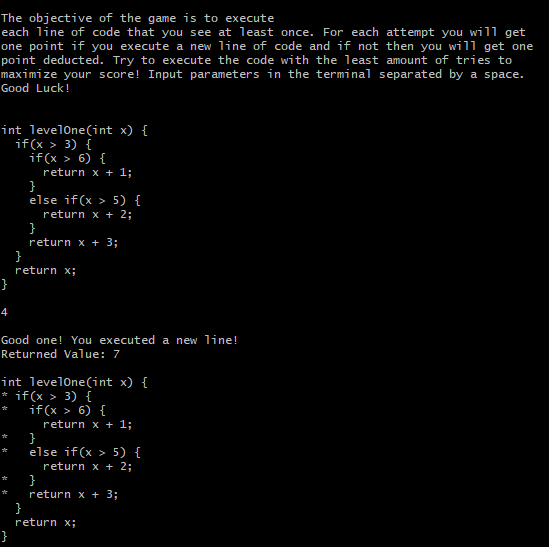 The objective of the game is to execute
each line of code that you see at least once. For each attempt you will get
one point if you execute a new line of code and if not then you will get one
point deducted. Try to execute the code with the least amount of tries to
maximize your score! Input parameters in the terminal separated by a space.
Good Luck!

int levelOne(int x) {
  if(x > 3) {
    if(x > 6) {
      return x + 1;
    }
    else if(x > 5) {
      return x + 2;
    }
    return x + 3;
  }
  return x;
}

4

Good one! You executed a new line!
Returned Value: 7

int levelOne(int x) {
* if(x > 3) {
*   if(x > 6) {
      return x + 1;
*   }
*   else if(x > 5) {
      return x + 2;
*   }
*   return x + 3;
  }
  return x;
}